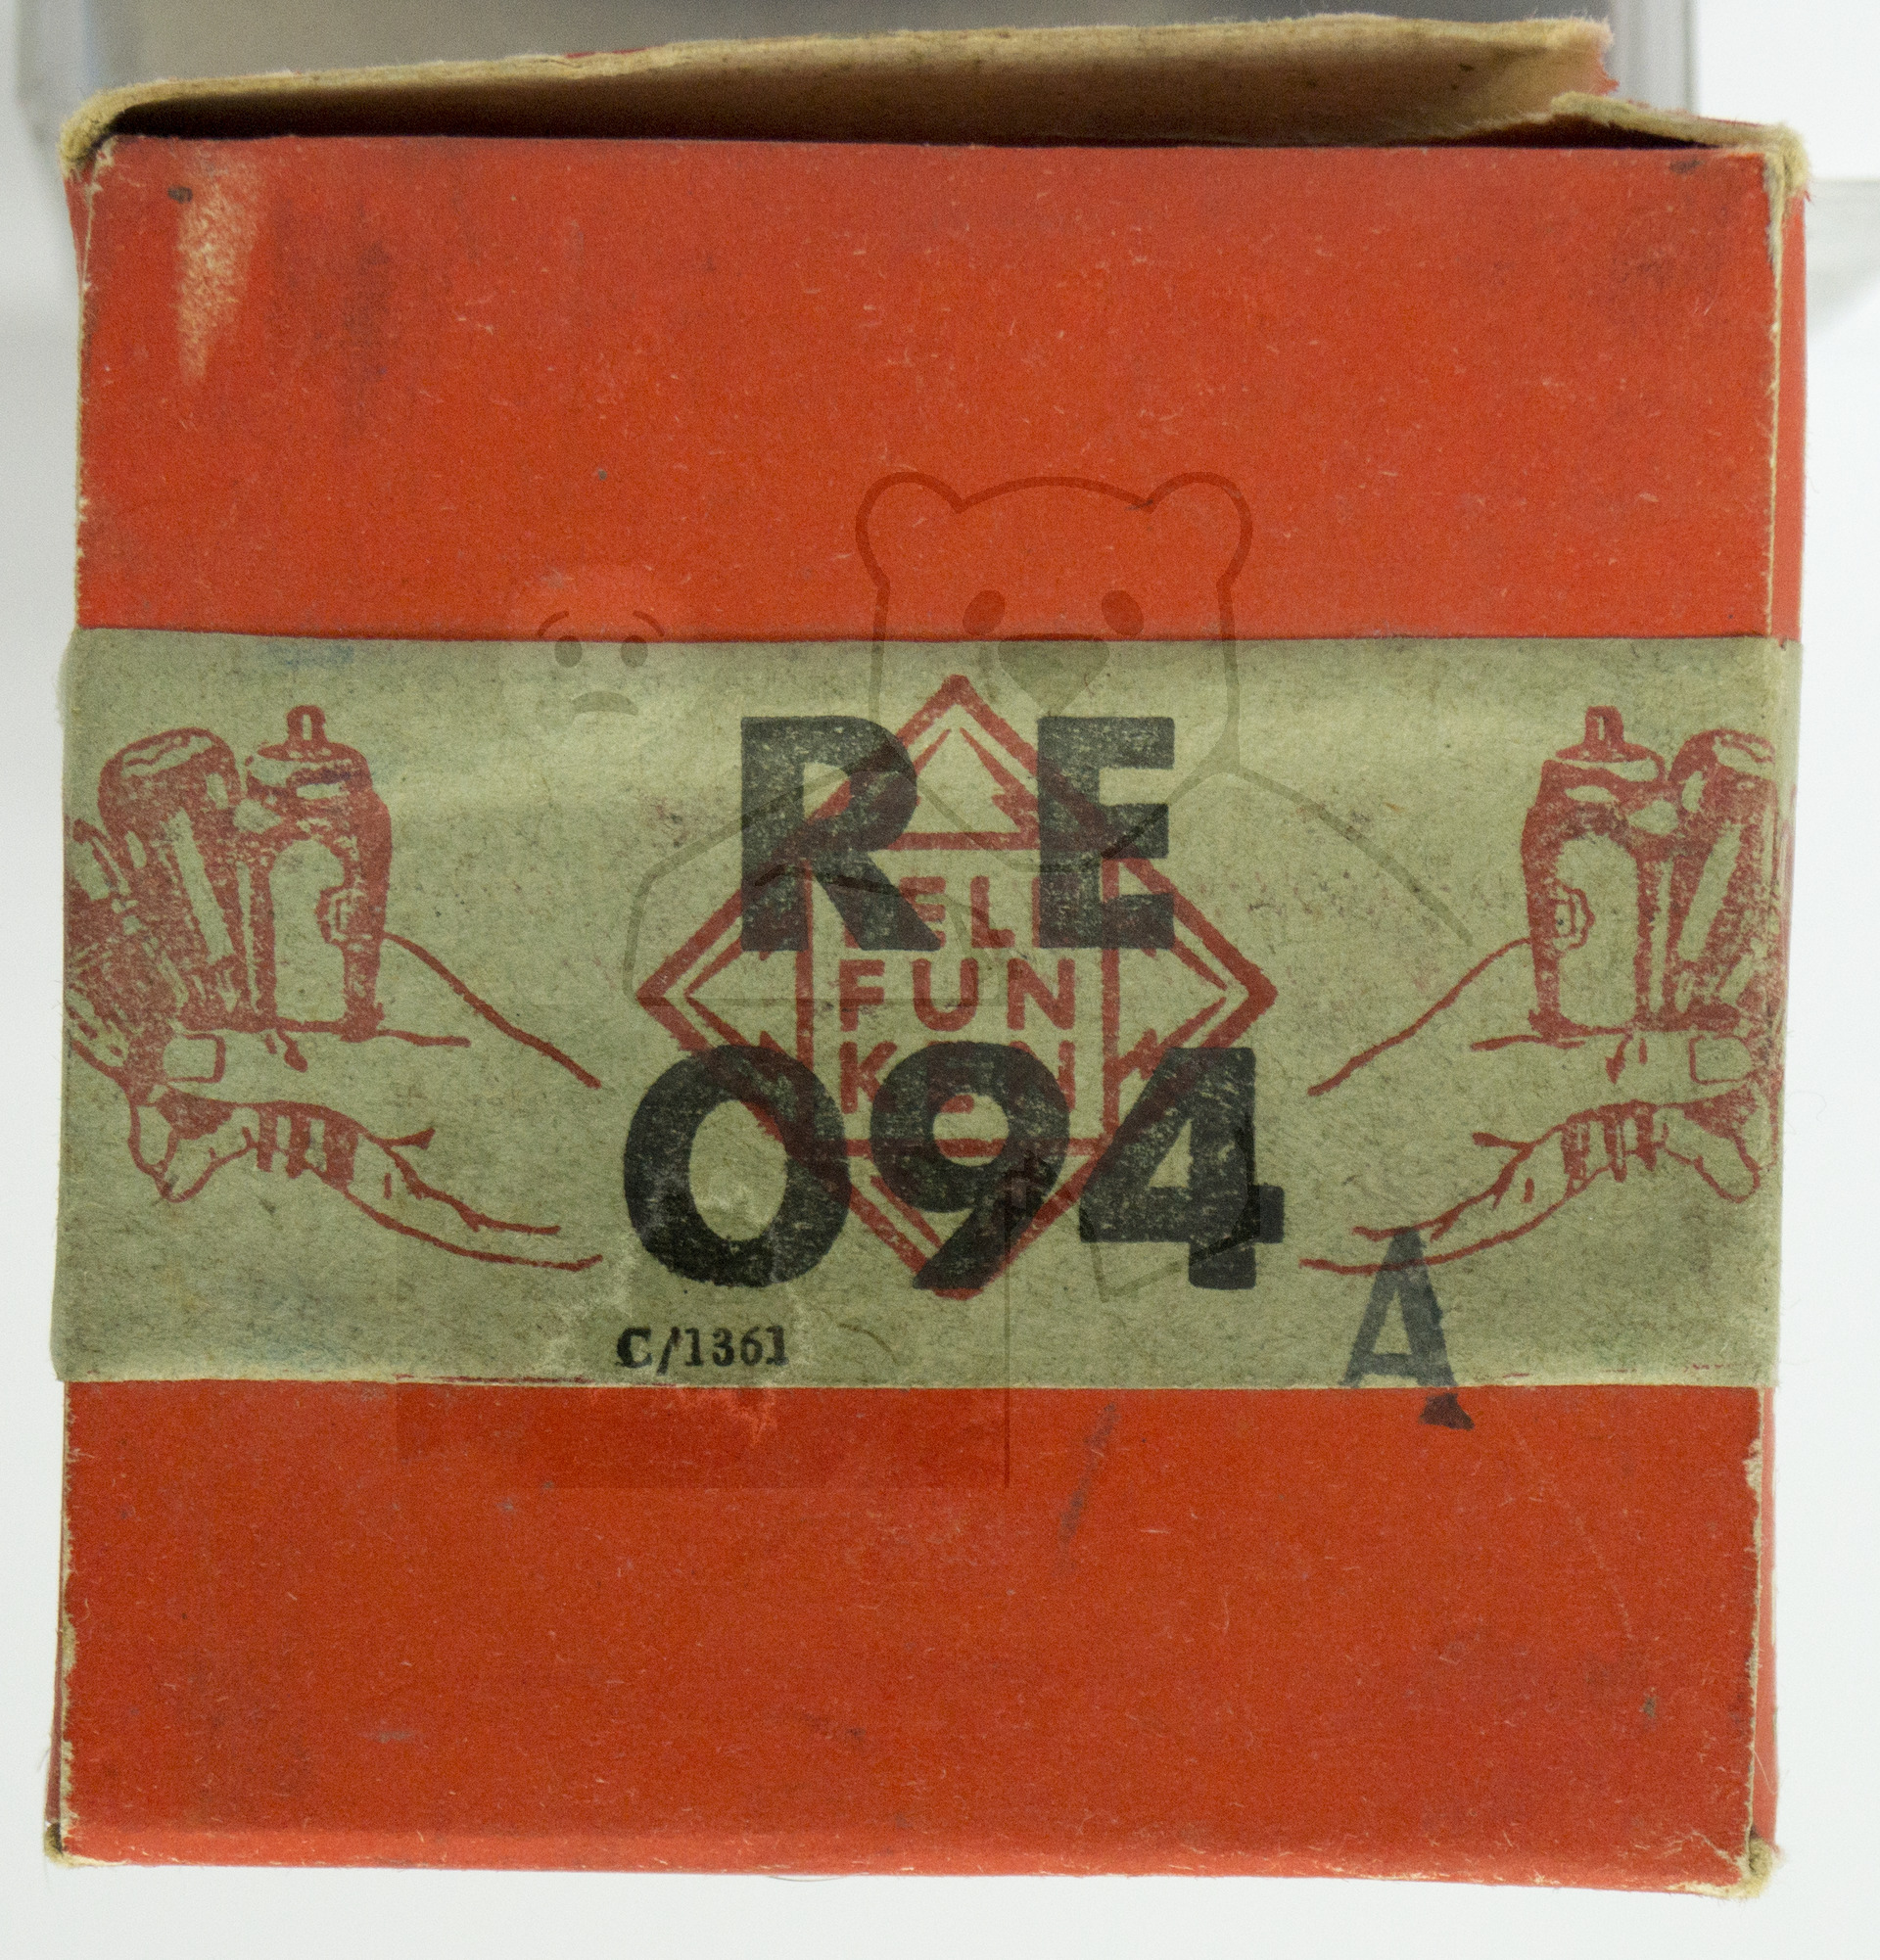 RE
TELE
FUN
KEN
094
A
C/1361